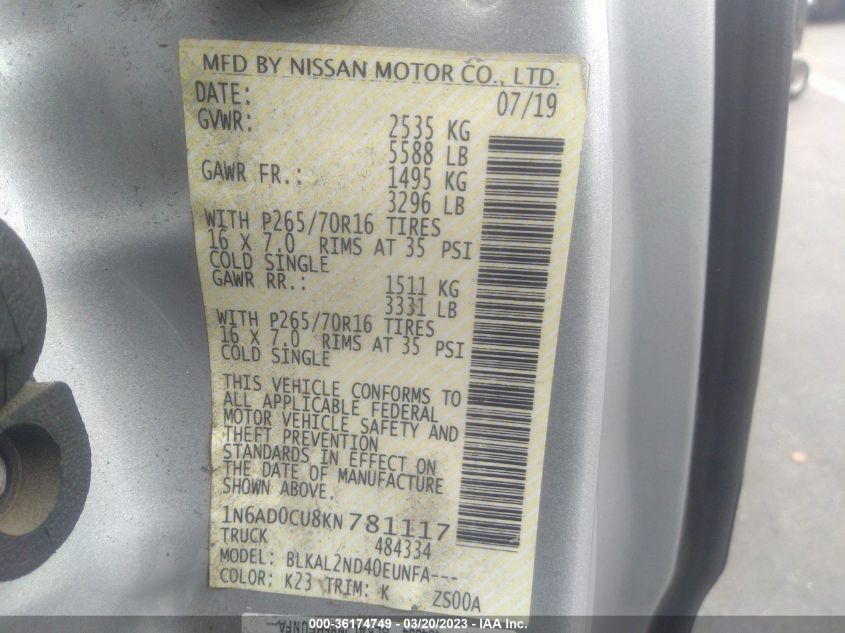 MFD BY NISSAN MOTOR CO., LTD.
DATE: 07/19
GVWR: 2535 KG
5588 LB
GAWR FR.: 1495 KG
3296 LB
WITH P265/70R16 TIRES
16 X 7.0 RIMS AT 35 PSI
COLD SINGLE
GAWR RR.: 1511 KG
3331 LB
WITH P265/70R16 TIRES
16 X 7.0 RIMS AT 35 PSI
COLD SINGLE
THIS VEHICLE CONFORMS TO
ALL APPLICABLE FEDERAL
MOTOR VEHICLE SAFETY AND
THEFT PREVENTION
STANDARDS IN EFFECT ON
THE DATE OF MANUFACTURE
SHOWN ABOVE.
1N6AD0CU8KN781117
TRUCK 484334
MODEL: BLKAL2ND40EUNFA---
COLOR: K23 TRIM: K ZS00A
000-36174749 - 03/20/2023 - IAA Inc.